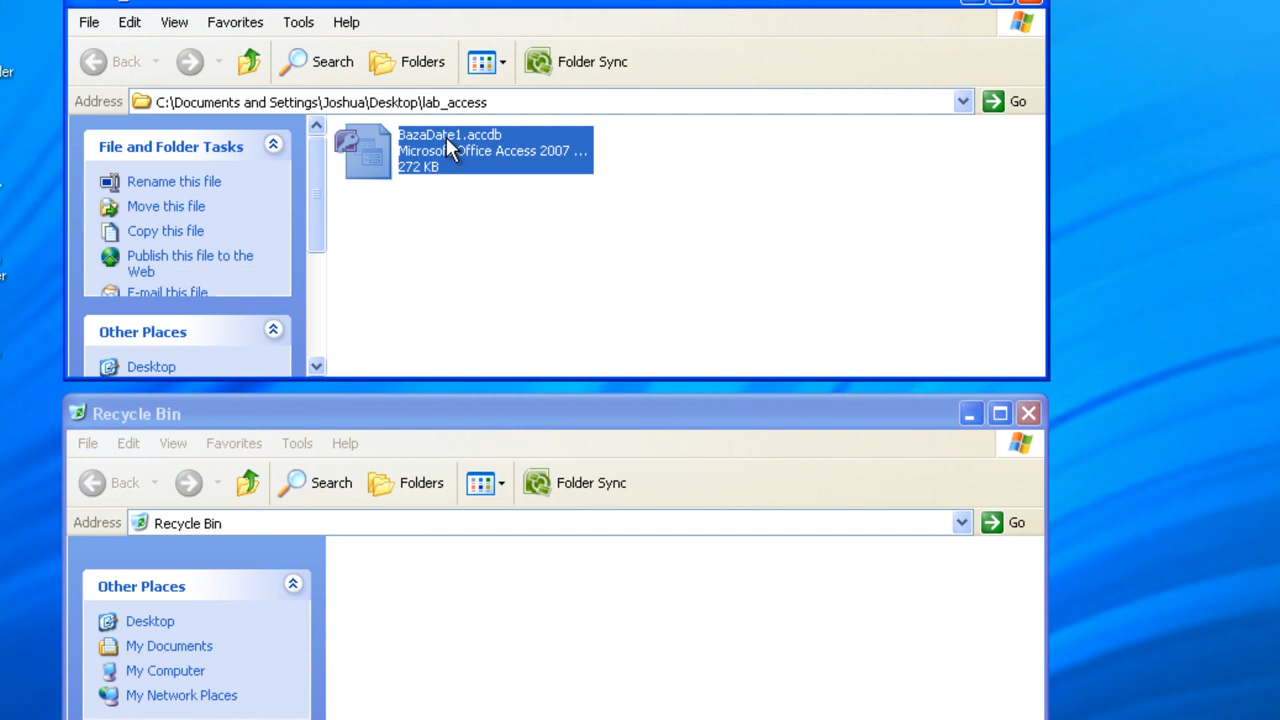 File Edit View Favorites Tools Help
Back Search Folders Folder Sync
Address C:\Documents and Settings\Joshua\Desktop\lab_access Go
File and Folder Tasks
Rename this file
Move this file
Copy this file
Publish this file to the
Web
E-mail this file
Other Places
Desktop
BazaDate1.accdb
Microsoft Office Access 2007 ...
272 KB
Recycle Bin
File Edit View Favorites Tools Help
Back Search Folders Folder Sync
Address Recycle Bin Go
Other Places
Desktop
My Documents
My Computer
My Network Places